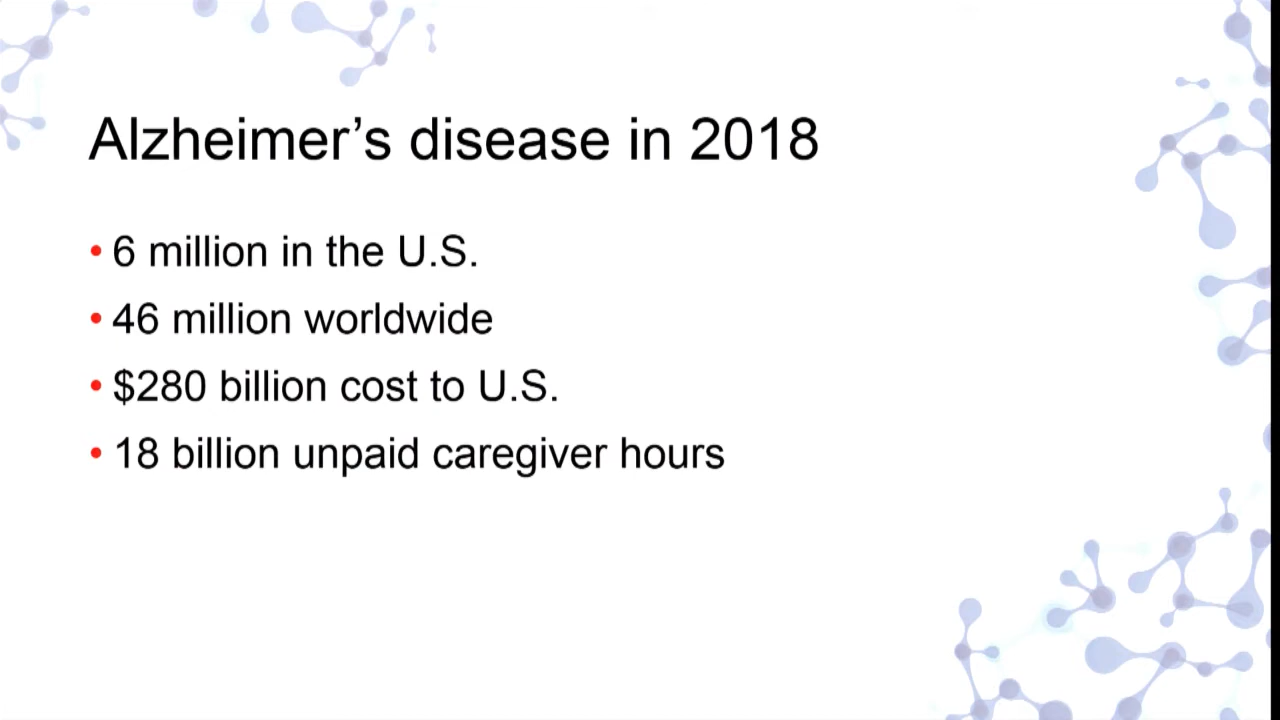 Alzheimer’s disease in 2018
• 6 million in the U.S.
• 46 million worldwide
• $280 billion cost to U.S.
• 18 billion unpaid caregiver hours